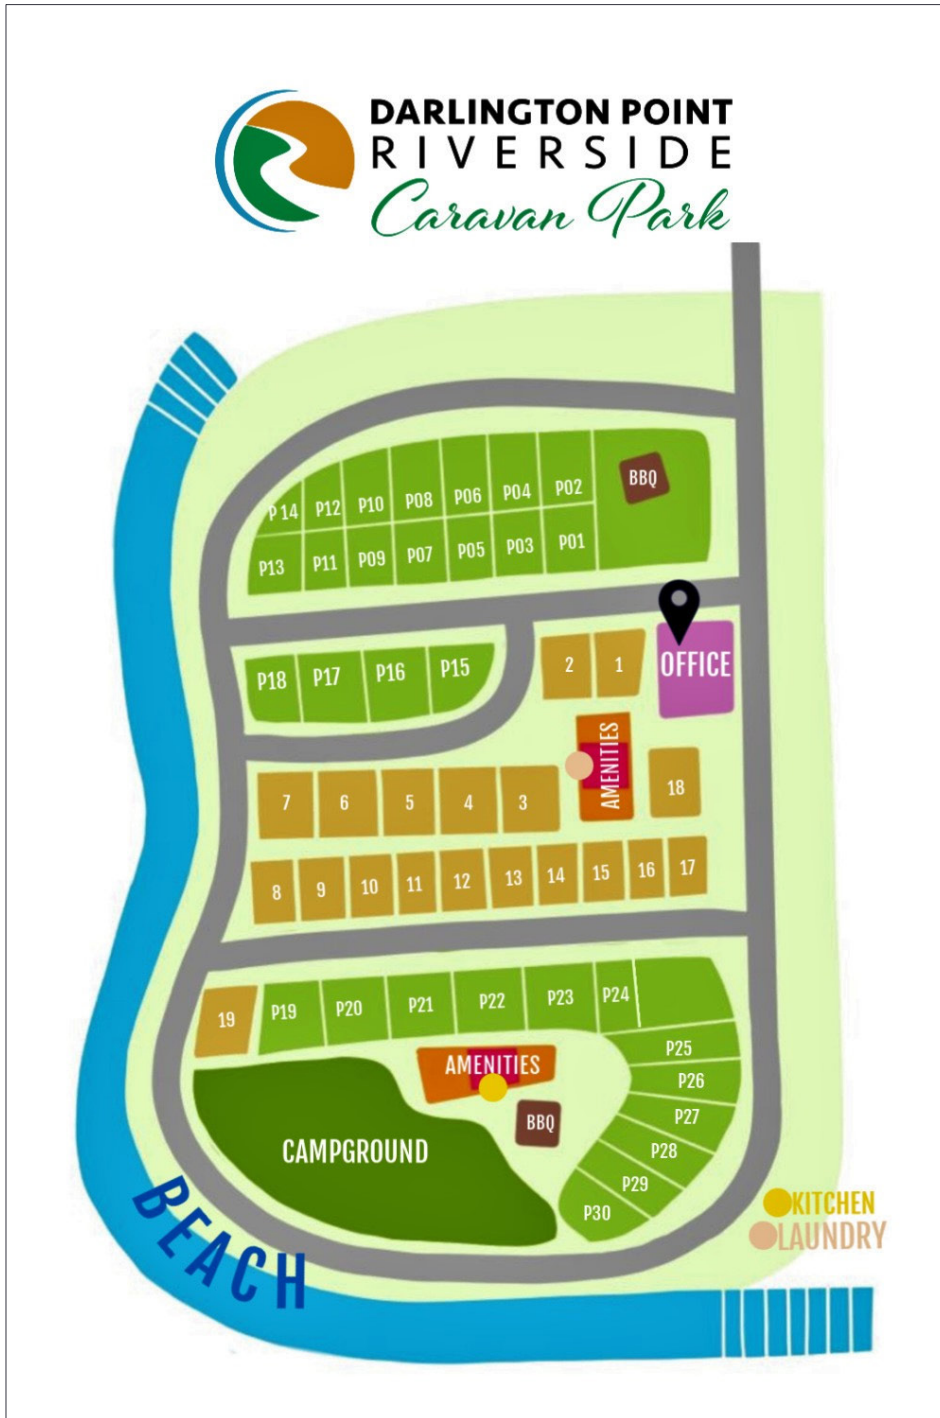 DARLINGTON POINT
RIVERSIDE
Caravan Park
BBQ
P14 P12 P10 P08 P06 P04 P02
P13 P11 P09 P07 P05 P03 P01
OFFICE
2 1
P18 P17 P16 P15
AMENITIES
18
7 6 5 4 3
8 9 10 11 12 13 14 15 16 17
19 P19 P20 P21 P22 P23 P24
P25
AMENITIES
P26
BBQ
P27
CAMPGROUND
P28
P29
P30
BEACH
KITCHEN
LAUNDRY